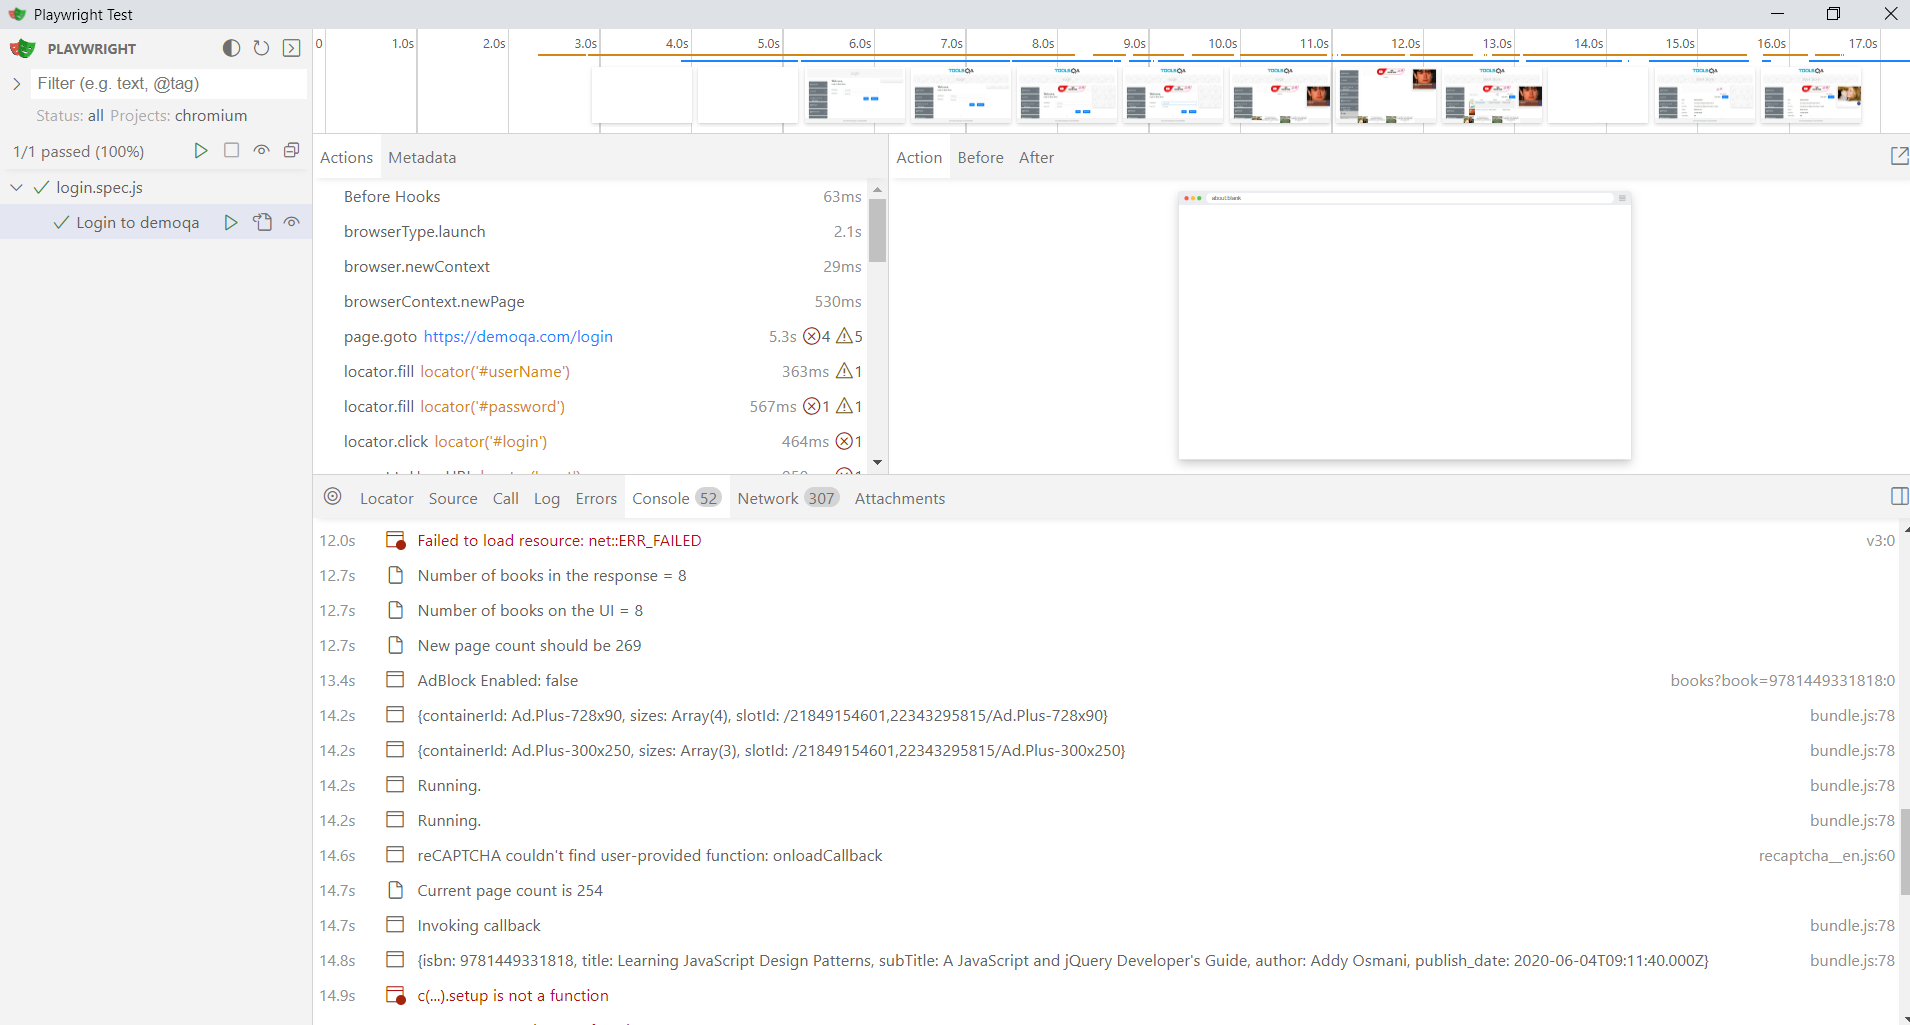 Playwright Test
PLAYWRIGHT
Filter (e.g. text, @tag)
Status: all Projects: chromium
1/1 passed (100%)
login.spec.js
Login to demoqa
0 1.0s 2.0s 3.0s 4.0s 5.0s 6.0s 7.0s 8.0s 9.0s 10.0s 11.0s 12.0s 13.0s 14.0s 15.0s 16.0s 17.0s
TOOLSQA TOOLSQA TOOLSQA TOOLSQA TOOLSQA TOOLSQA TOOLSQA
Actions Metadata
Before Hooks 63ms
browserType.launch 2.1s
browser.newContext 29ms
browserContext.newPage 530ms
page.goto https://demoqa.com/login 5.3s 4 5
locator.fill locator('#userName') 363ms 1
locator.fill locator('#password') 567ms 1 1
locator.click locator('#login') 464ms 1
Action Before After
about:blank
Locator Source Call Log Errors Console 52 Network 307 Attachments
12.0s Failed to load resource: net::ERR_FAILED v3:0
12.7s Number of books in the response = 8
12.7s Number of books on the UI = 8
12.7s New page count should be 269
13.4s AdBlock Enabled: false books?book=9781449331818:0
14.2s {containerId: Ad.Plus-728x90, sizes: Array(4), slotId: /21849154601,22343295815/Ad.Plus-728x90} bundle.js:78
14.2s {containerId: Ad.Plus-300x250, sizes: Array(3), slotId: /21849154601,22343295815/Ad.Plus-300x250} bundle.js:78
14.2s Running. bundle.js:78
14.2s Running. bundle.js:78
14.6s reCAPTCHA couldn't find user-provided function: onloadCallback recaptcha__en.js:60
14.7s Current page count is 254
14.7s Invoking callback bundle.js:78
14.8s {isbn: 9781449331818, title: Learning JavaScript Design Patterns, subTitle: A JavaScript and jQuery Developer's Guide, author: Addy Osmani, publish_date: 2020-06-04T09:11:40.000Z} bundle.js:78
14.9s c(...).setup is not a function